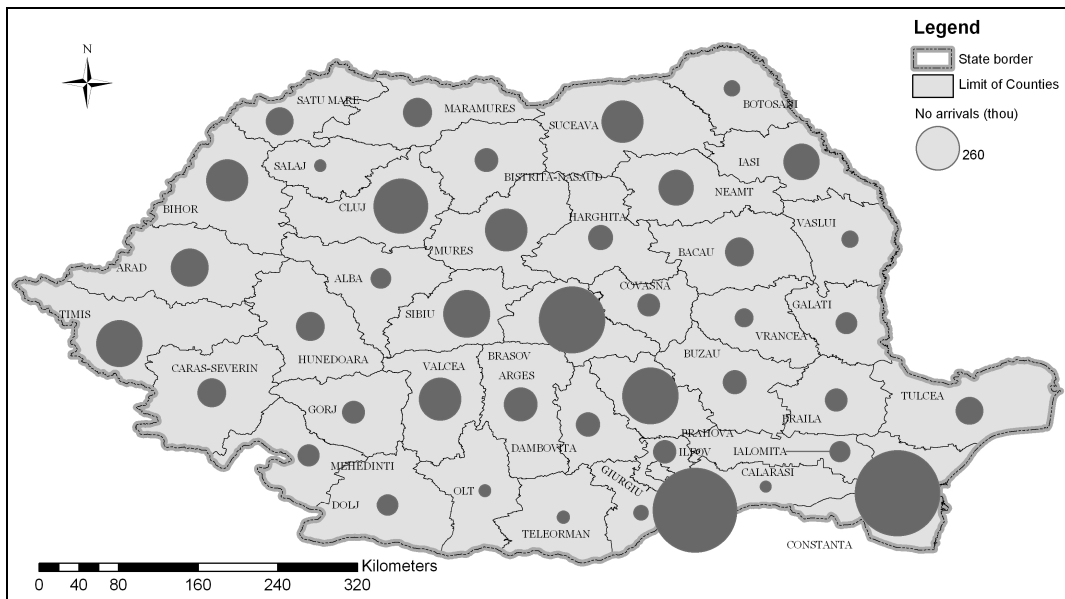 Legend
N
State border
Limit of Counties
No arrivals (thou)
260
SATU MARE
MARAMURES
SUCEAVA
BOTOSANI
SALAJ
BISTRITA-NASAUD
IASI
NEAMT
BIHOR
CLUJ
HARGHITA
VASLUI
MURES
BACAU
ARAD
ALBA
COVASNA
TIMIS
SIBIU
GALATI
VRANCEA
HUNEDOARA
BRASOV
BUZAU
CARAS-SEVERIN
VALCEA
ARGES
TULCEA
GORJ
BRAILA
PRAHOVA
DAMBOVITA
ILFOV
IALOMITA
MEHEDINTI
CALARASI
GIURGIU
OLT
DOLJ
TELEORMAN
CONSTANTA
Kilometers
0 40 80 160 240 320